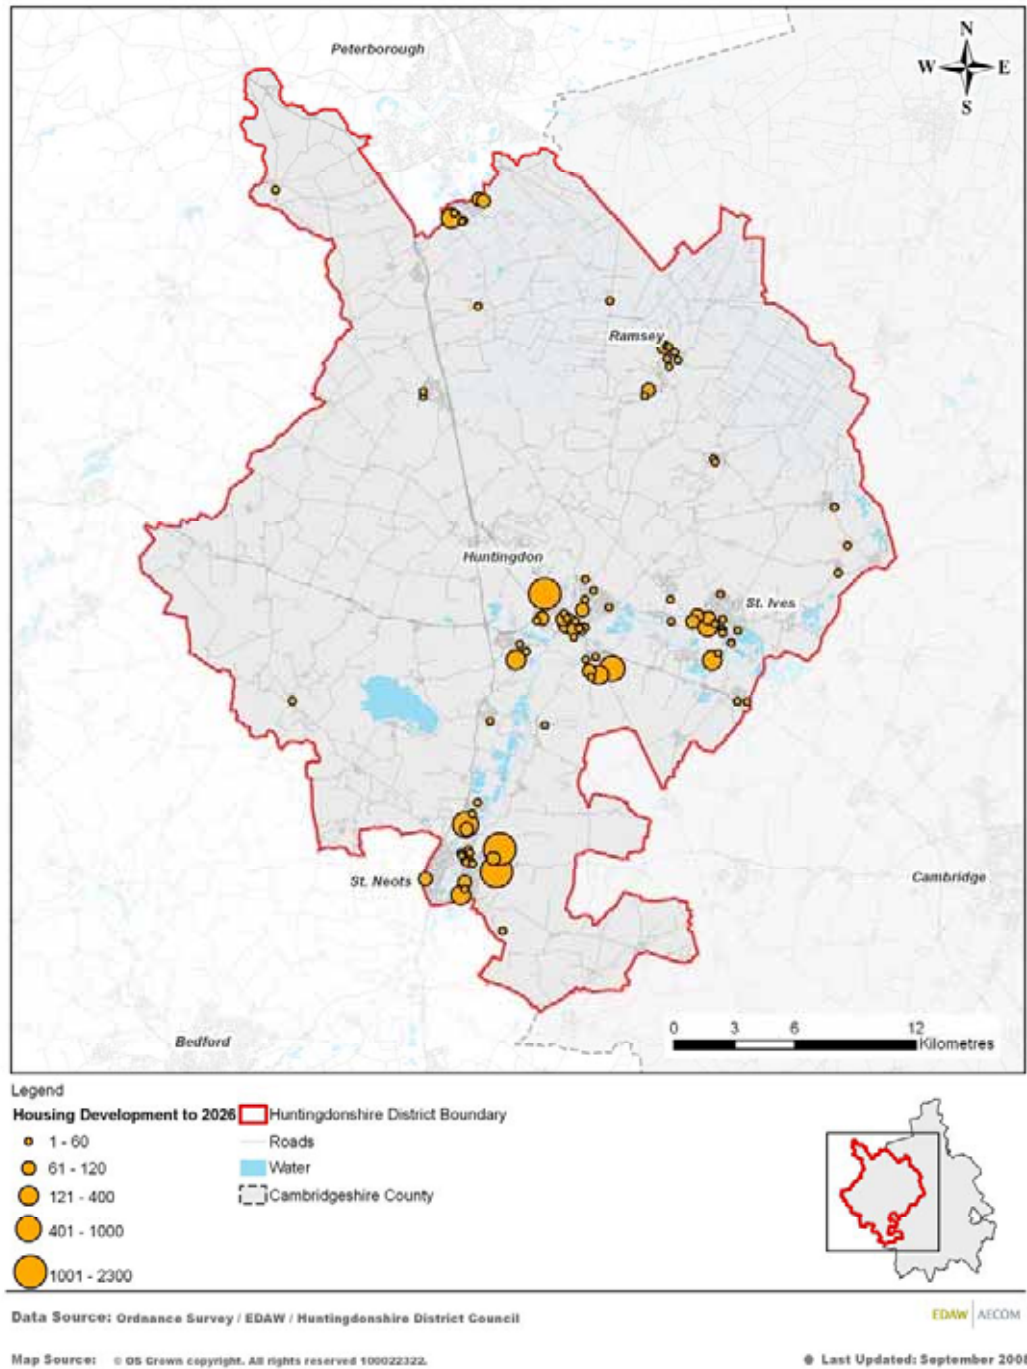 Peterborough
N
W E
S
Ramsey
Huntingdon
St. Ives
St. Neots
Cambridge
Bedford
0 3 6 12
Kilometres
Legend
Housing Development to 2026
1 - 60
61 - 120
121 - 400
401 - 1000
1001 - 2300
Huntingdonshire District Boundary
Roads
Water
Cambridgeshire County
Data Source: Ordnance Survey / EDAW / Huntingdonshire District Council
EDAW | AECOM
Map Source: © OS Crown copyright. All rights reserved 100022322.
Last Updated: September